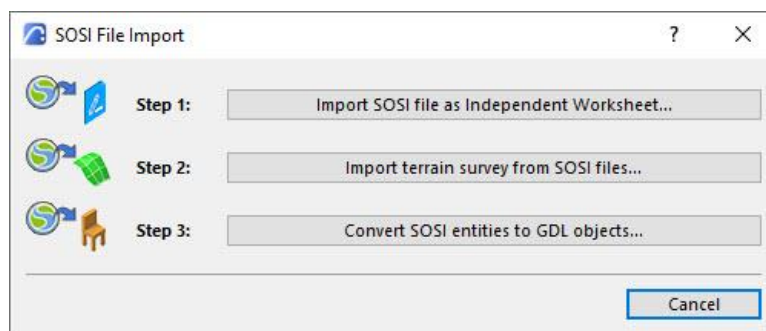 SOSI File Import
?
Step 1:
Import SOSI file as Independent Worksheet...
Step 2:
Import terrain survey from SOSI files...
Step 3:
Convert SOSI entities to GDL objects...
Cancel